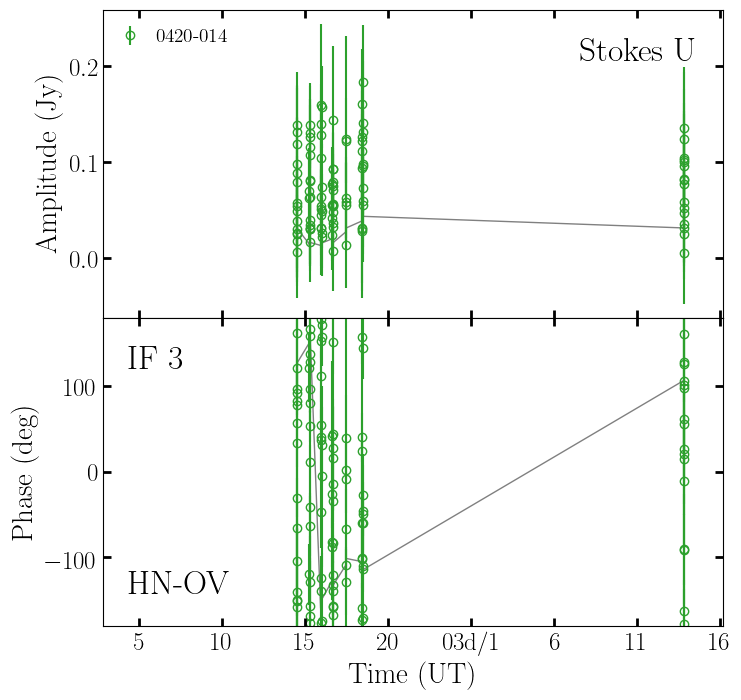 0420-014
Stokes U
0.2
0.1
0.0
Amplitude (Jy)
IF 3
100
0
−100
Phase (deg)
HN-OV
5 10 15 20 03d/1 6 11 16
Time (UT)